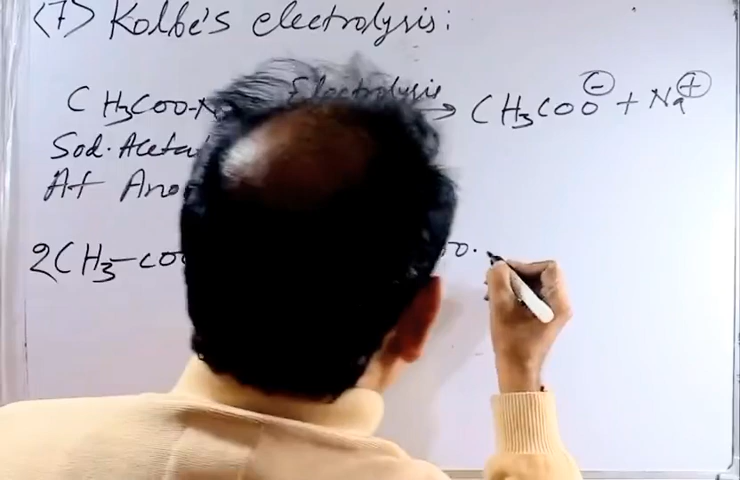 (7) Kolbe's electrolysis:
CH₃COO-N Electrolysis → CH₃COO⊖ + Na⊕
Sod. Aceta
At Ano
2CH₃-COO O·